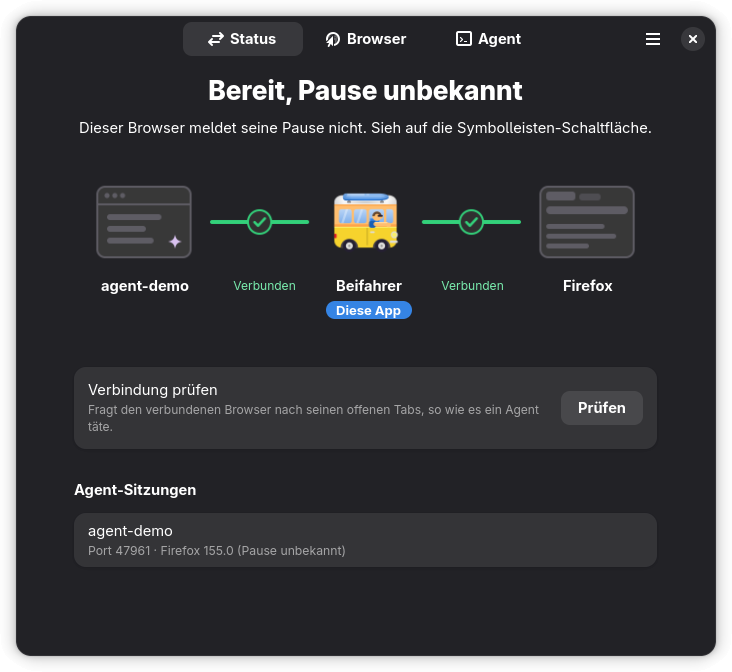 Status
Browser
Agent
Bereit, Pause unbekannt
Dieser Browser meldet seine Pause nicht. Sieh auf die Symbolleisten-Schaltfläche.
agent-demo
Verbunden
Beifahrer
Verbunden
Firefox
Diese App
Verbindung prüfen
Fragt den verbundenen Browser nach seinen offenen Tabs, so wie es ein Agent
täte.
Prüfen
Agent-Sitzungen
agent-demo
Port 47961 · Firefox 155.0 (Pause unbekannt)